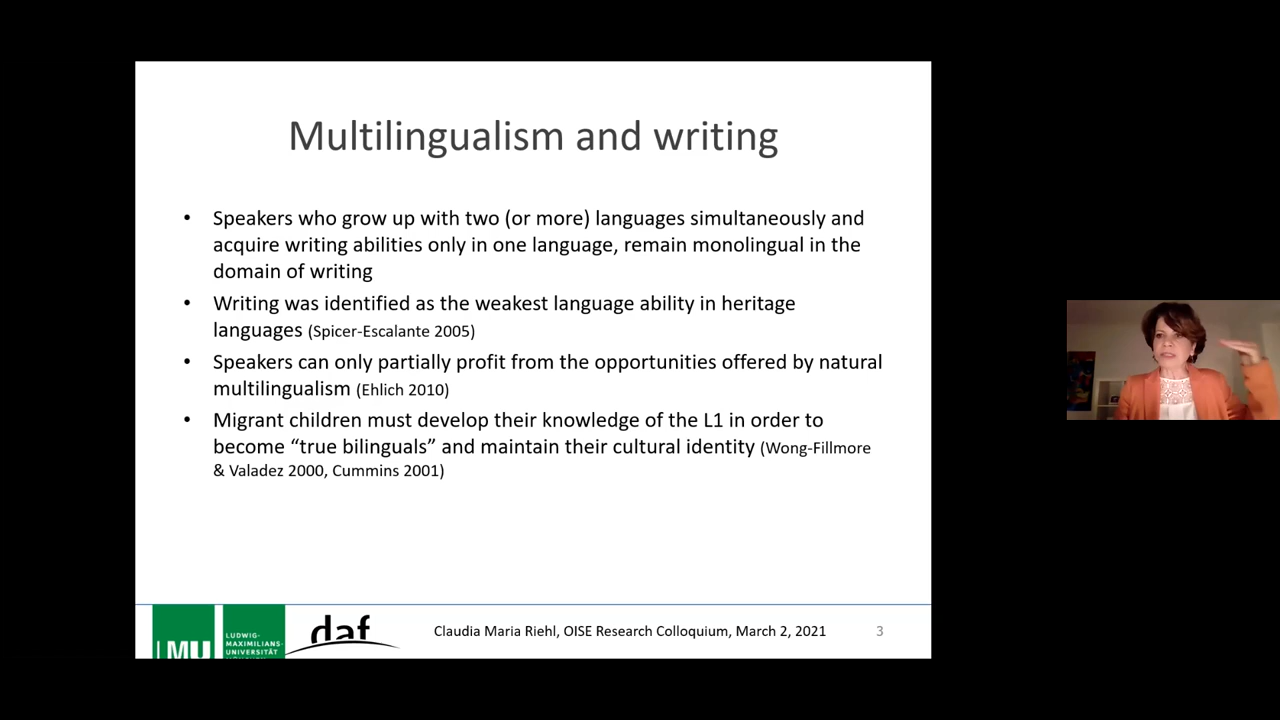 Multilingualism and writing
• Speakers who grow up with two (or more) languages simultaneously and
acquire writing abilities only in one language, remain monolingual in the
domain of writing
• Writing was identified as the weakest language ability in heritage
languages (Spicer-Escalante 2005)
• Speakers can only partially profit from the opportunities offered by natural
multilingualism (Ehlich 2010)
• Migrant children must develop their knowledge of the L1 in order to
become “true bilinguals” and maintain their cultural identity (Wong-Fillmore
& Valadez 2000, Cummins 2001)
LMU
LUDWIG-
MAXIMILIANS-
UNIVERSITÄT
MÜNCHEN
daf
Claudia Maria Riehl, OISE Research Colloquium, March 2, 2021
3